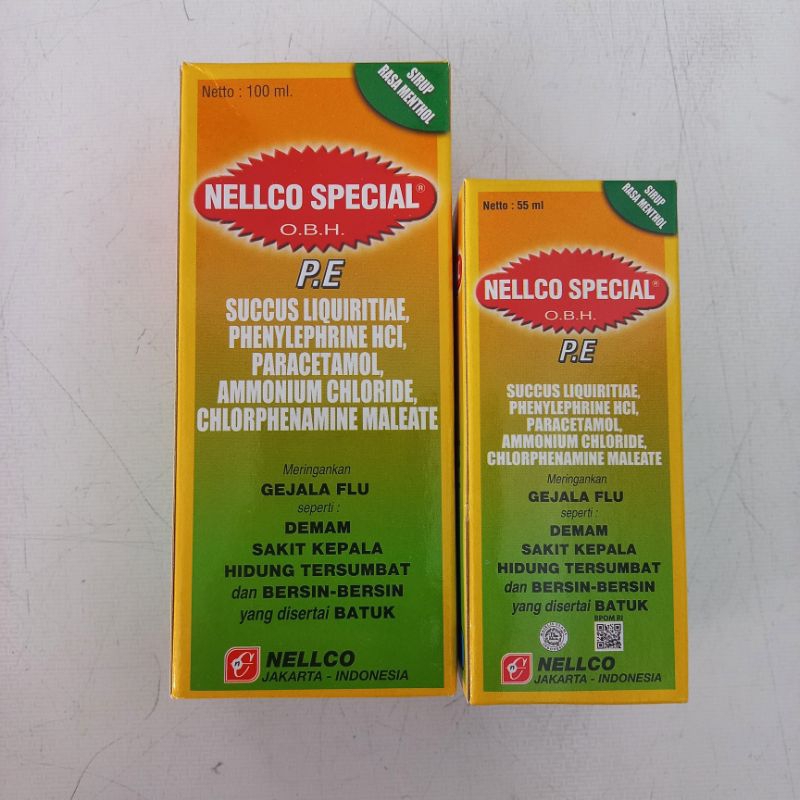 Netto : 100 ml.
SIRUP
RASA MENTHOL
NELLCO SPECIAL®
O.B.H.
P.E
SUCCUS LIQUIRITIAE,
PHENYLEPHRINE HCl,
PARACETAMOL,
AMMONIUM CHLORIDE,
CHLORPHENAMINE MALEATE
Meringankan
GEJALA FLU
seperti :
DEMAM
SAKIT KEPALA
HIDUNG TERSUMBAT
dan BERSIN-BERSIN
yang disertai BATUK
NELLCO
JAKARTA - INDONESIA
Netto : 55 ml
SIRUP
RASA MENTHOL
NELLCO SPECIAL®
O.B.H.
P.E
SUCCUS LIQUIRITIAE,
PHENYLEPHRINE HCl,
PARACETAMOL,
AMMONIUM CHLORIDE,
CHLORPHENAMINE MALEATE
Meringankan
GEJALA FLU
seperti :
DEMAM
SAKIT KEPALA
HIDUNG TERSUMBAT
dan BERSIN-BERSIN
yang disertai BATUK
BPOM RI
NELLCO
JAKARTA - INDONESIA